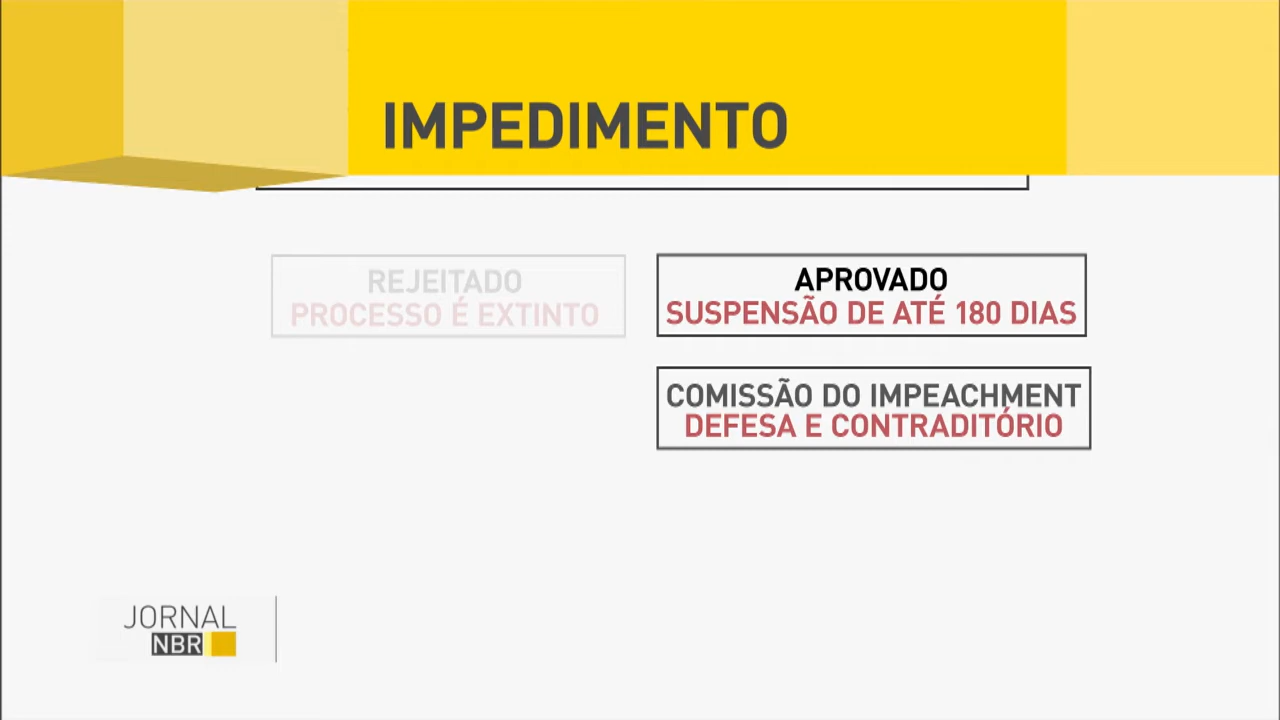 IMPEDIMENTO
REJEITADO
PROCESSO É EXTINTO
APROVADO
SUSPENSÃO DE ATÉ 180 DIAS
COMISSÃO DO IMPEACHMENT
DEFESA E CONTRADITÓRIO
JORNAL
NBR